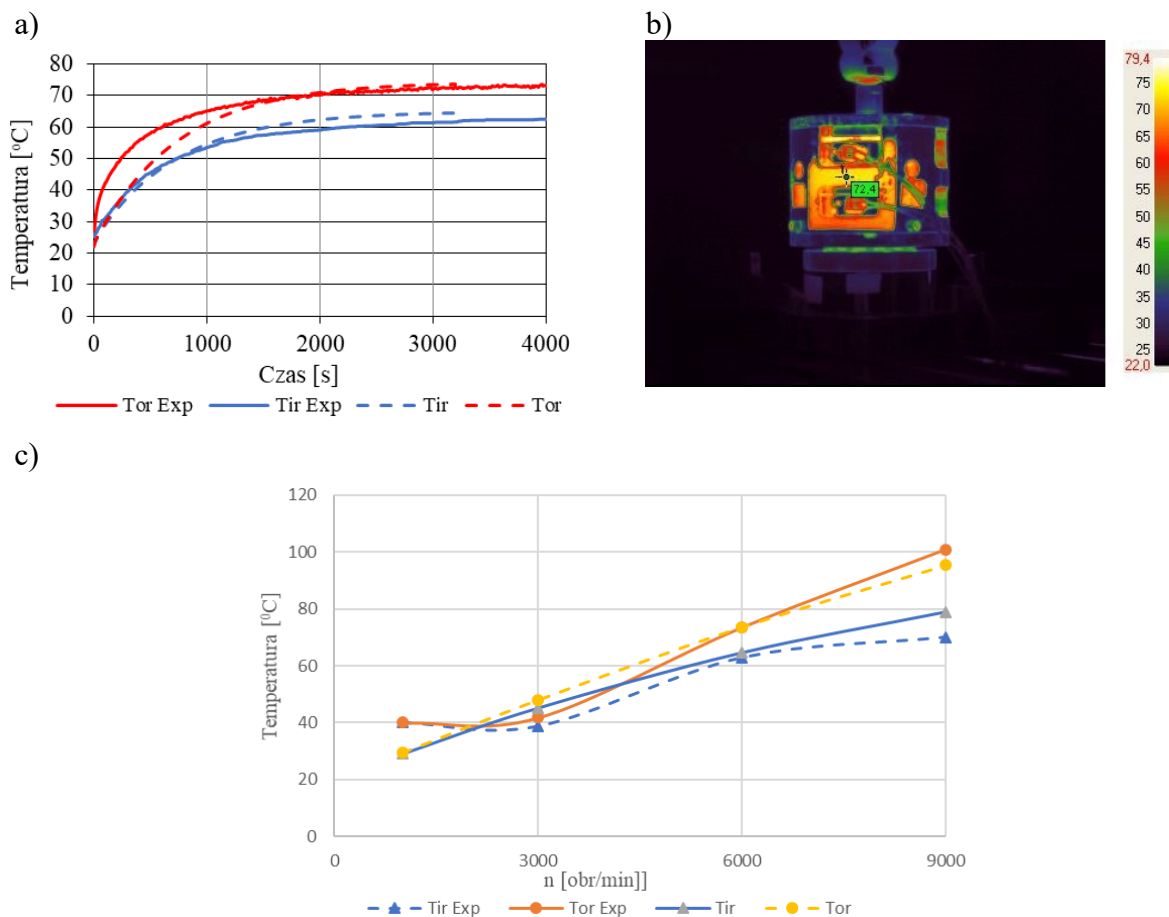 a)
80
70
60
50
40
30
20
10
0
Temperatura [⁰C]
0 1000 2000 3000 4000
Czas [s]
Tor Exp Tir Exp Tir Tor
b)
72,4
79,4
75
70
65
60
55
50
45
40
35
30
25
22,0
c)
120
100
80
60
40
20
0
Temperatura [⁰C]
0 3000 6000 9000
n [obr/min]]
Tir Exp Tor Exp Tir Tor